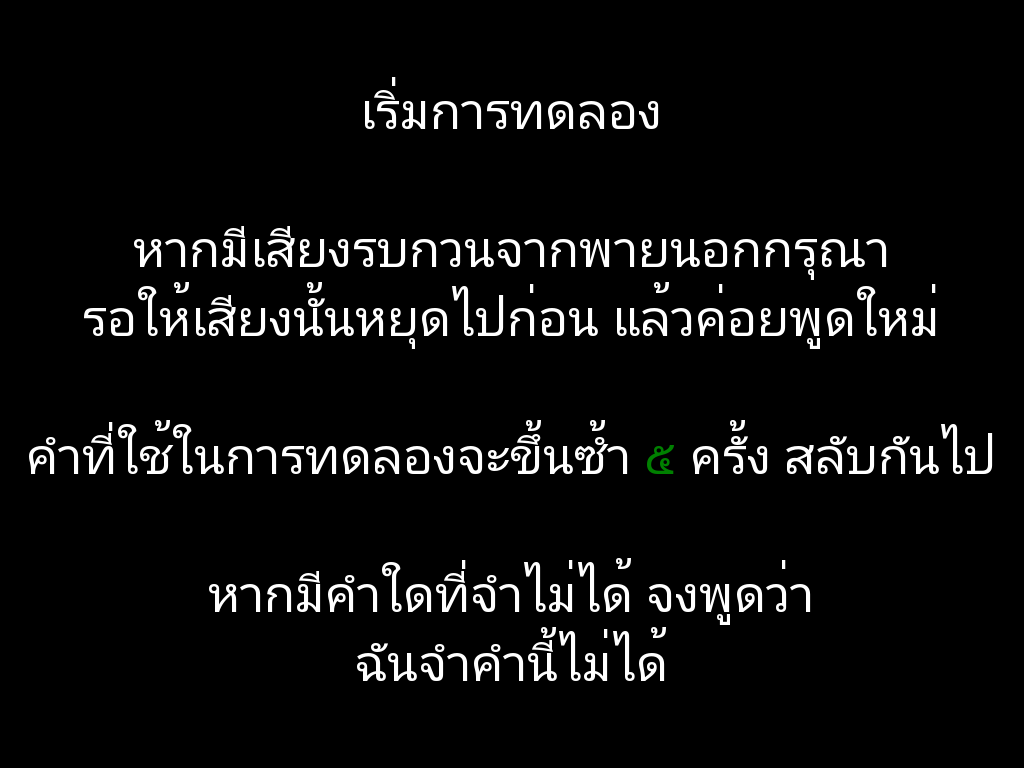 เริ่มการทดลอง
หากมีเสียงรบกวนจากพายนอกกรุณา
รอให้เสียงนั้นหยุดไปก่อน แล้วค่อยพูดใหม่
คำที่ใช้ในการทดลองจะขึ้นซ้ำ ๕ ครั้ง สลับกันไป
หากมีคำใดที่จำไม่ได้ จงพูดว่า
ฉันจำคำนี้ไม่ได้